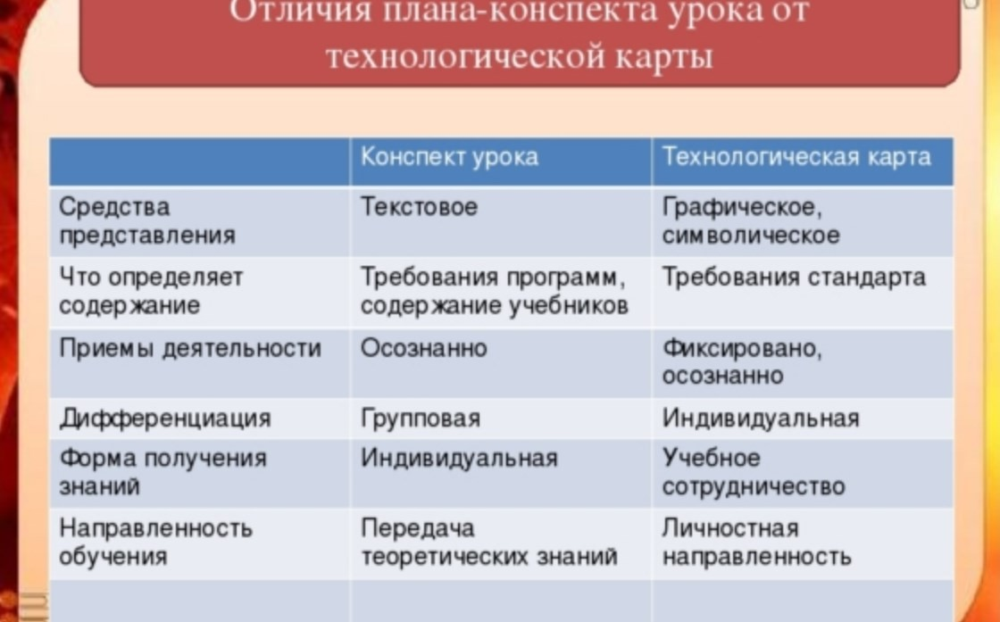 Отличия плана-конспекта урока от
технологической карты
Конспект урока
Технологическая карта
Средства
представления
Текстовое
Графическое,
символическое
Что определяет
содержание
Требования программ,
содержание учебников
Требования стандарта
Приемы деятельности
Осознанно
Фиксировано,
осознанно
Дифференциация
Групповая
Индивидуальная
Форма получения
знаний
Индивидуальная
Учебное
сотрудничество
Направленность
обучения
Передача
теоретических знаний
Личностная
направленность